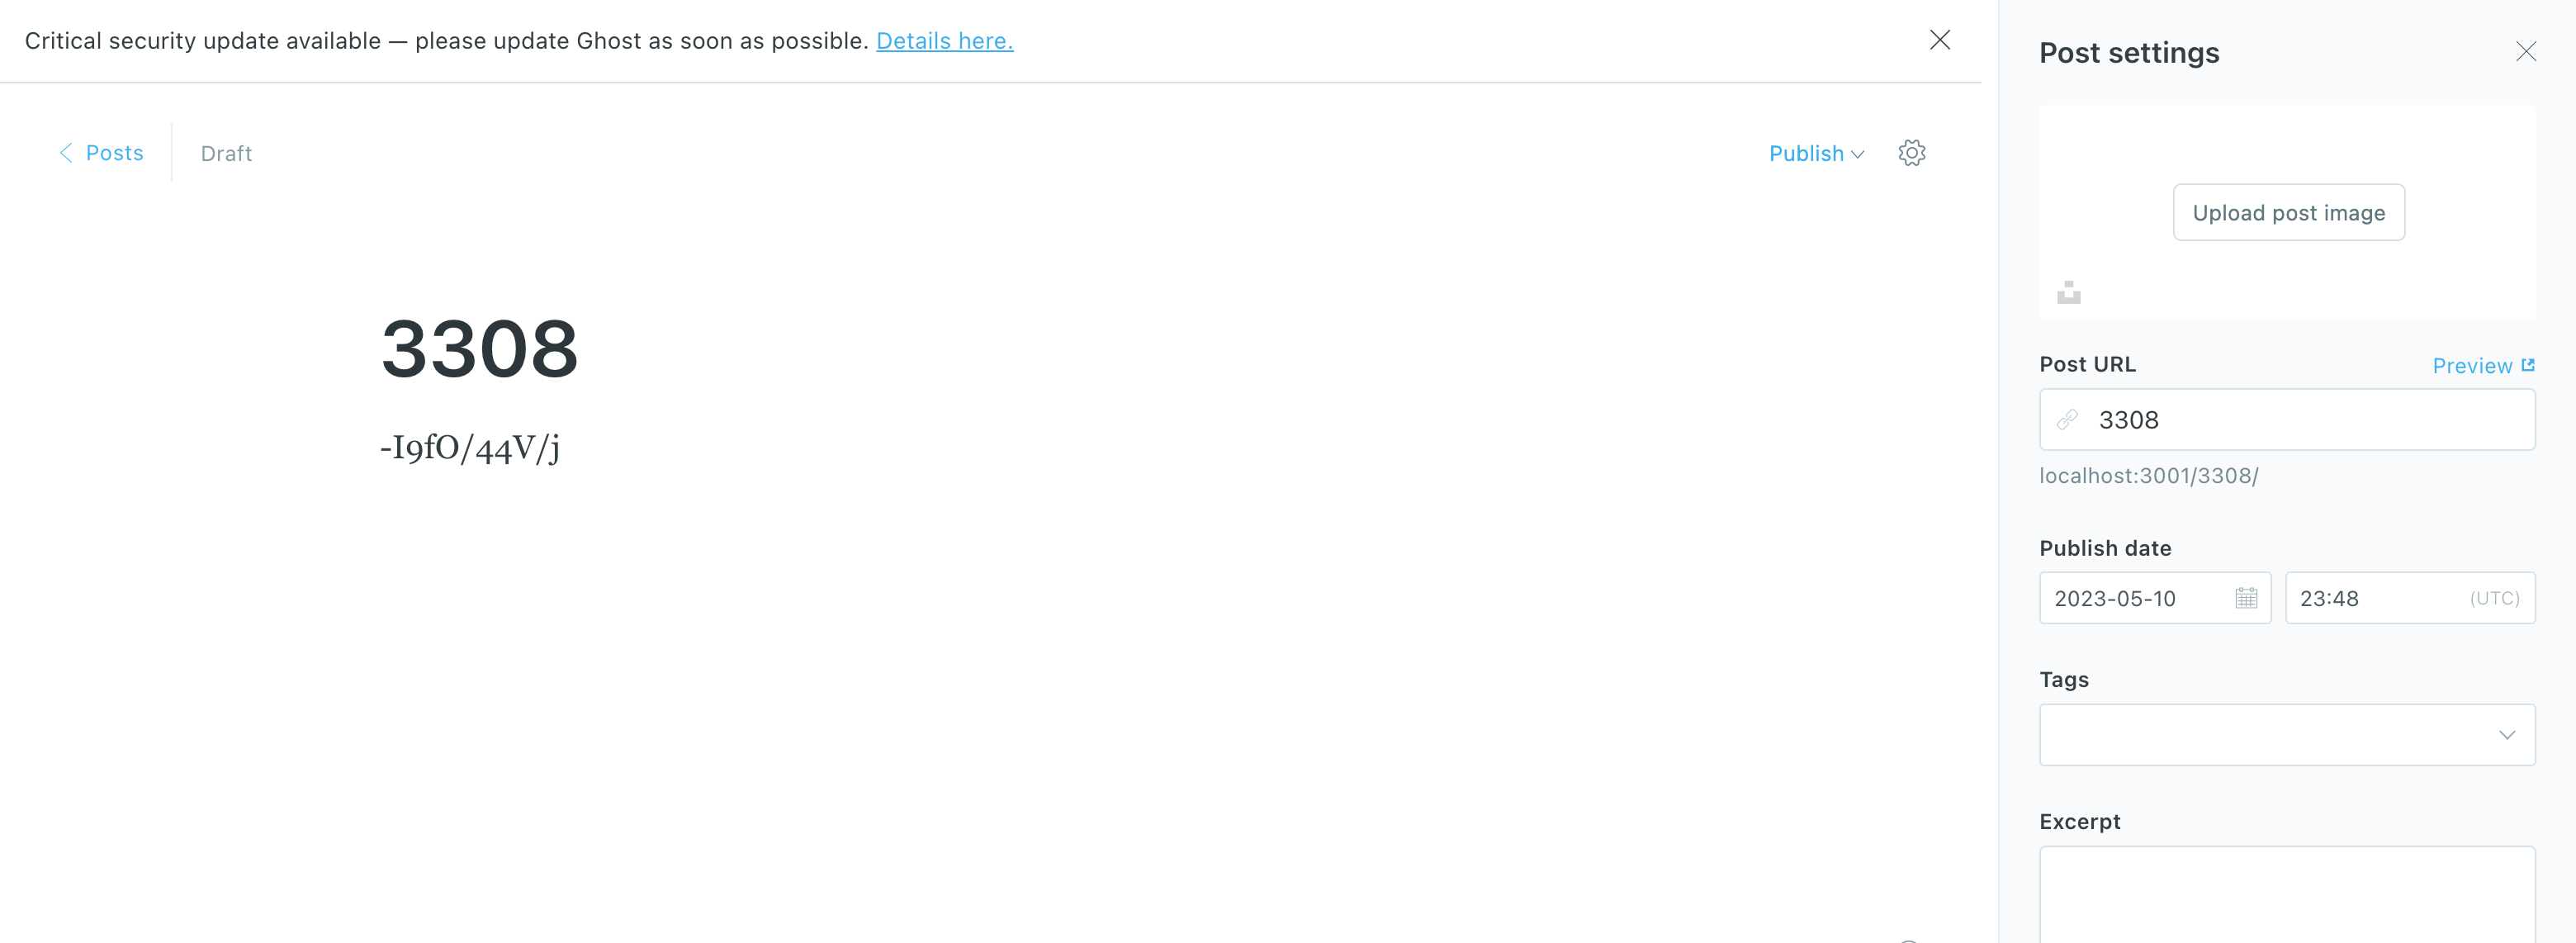 Critical security update available — please update Ghost as soon as possible. Details here.
Posts
Draft
Publish
3308
-I9fO/44V/j
Post settings
Upload post image
Post URL
Preview
3308
localhost:3001/3308/
Publish date
2023-05-10
23:48
(UTC)
Tags
Excerpt